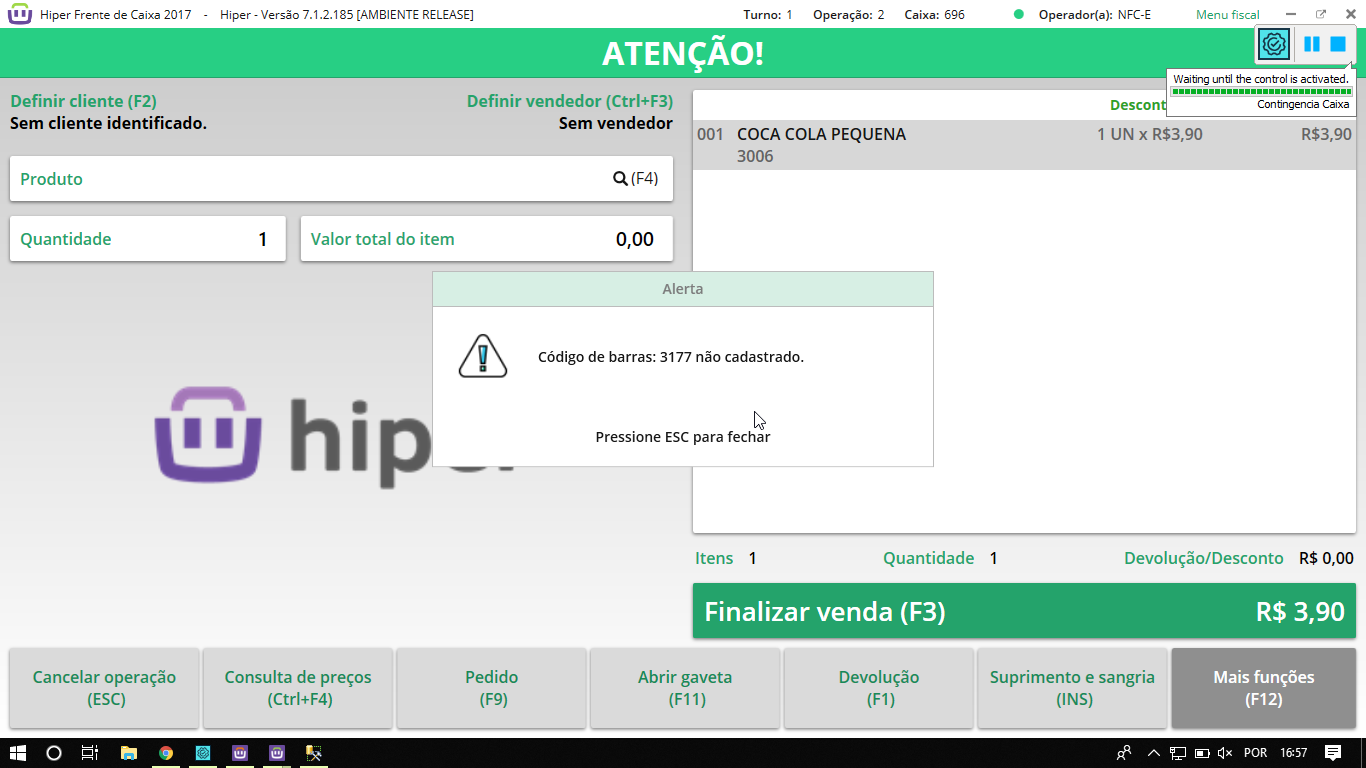 Hiper Frente de Caixa 2017 - Hiper - Versão 7.1.2.185 [AMBIENTE RELEASE] Turno: 1 Operação: 2 Caixa: 696 Operador(a): NFC-E Menu fiscal
ATENÇÃO!
Waiting until the control is activated.
Contingencia Caixa
Definir cliente (F2) Definir vendedor (Ctrl+F3)
Sem cliente identificado. Sem vendedor
Produto (F4)
Quantidade 1 Valor total do item 0,00
Descont
001 COCA COLA PEQUENA 1 UN x R$3,90 R$3,90
3006
Alerta
Código de barras: 3177 não cadastrado.
Pressione ESC para fechar
hiper
Itens 1 Quantidade 1 Devolução/Desconto R$ 0,00
Finalizar venda (F3) R$ 3,90
Cancelar operação
(ESC)
Consulta de preços
(Ctrl+F4)
Pedido
(F9)
Abrir gaveta
(F11)
Devolução
(F1)
Suprimento e sangria
(INS)
Mais funções
(F12)
POR 16:57